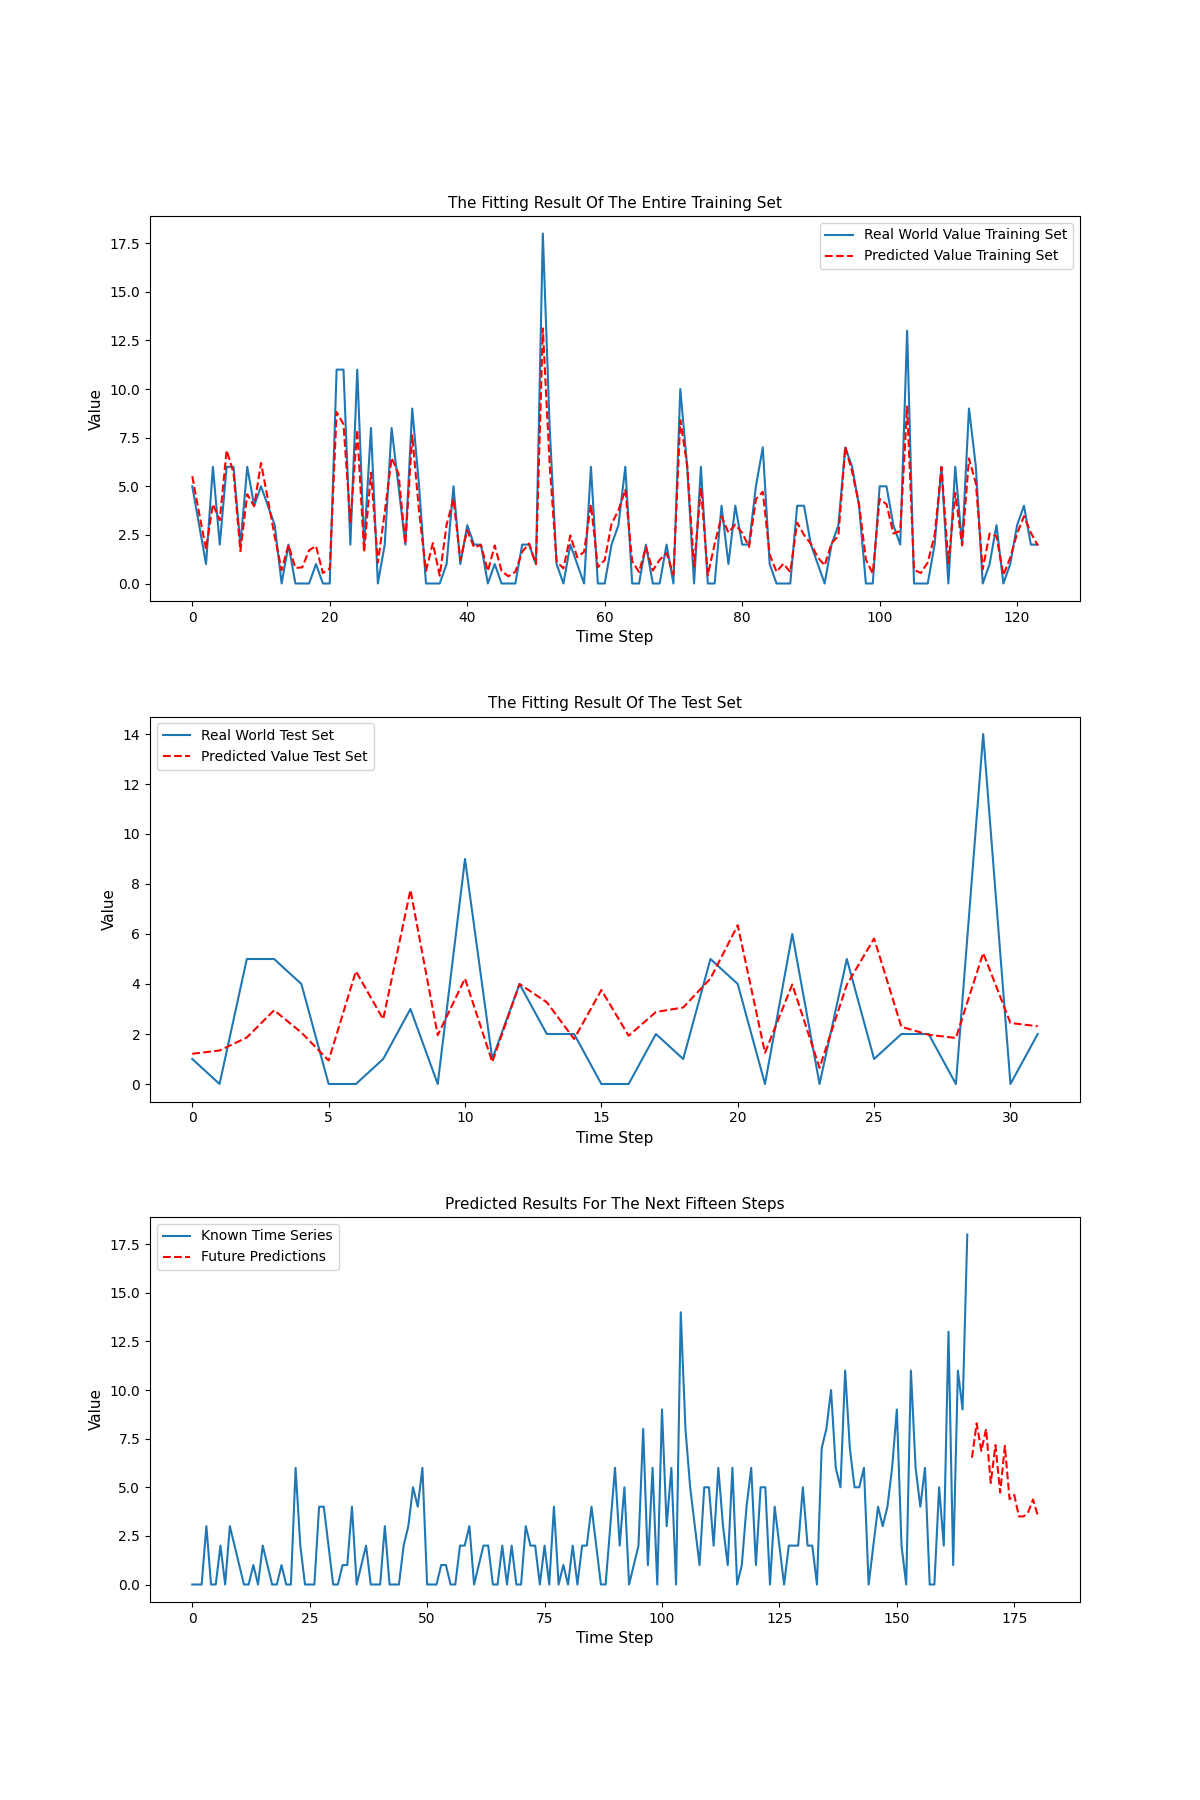 The Fitting Result Of The Entire Training Set
17.5
15.0
12.5
10.0
7.5
5.0
2.5
0.0
Value
Real World Value Training Set
Predicted Value Training Set
0 20 40 60 80 100 120
Time Step
The Fitting Result Of The Test Set
14
12
10
8
6
4
2
0
Value
Real World Test Set
Predicted Value Test Set
0 5 10 15 20 25 30
Time Step
Predicted Results For The Next Fifteen Steps
17.5
15.0
12.5
10.0
7.5
5.0
2.5
0.0
Value
Known Time Series
Future Predictions
0 25 50 75 100 125 150 175
Time Step